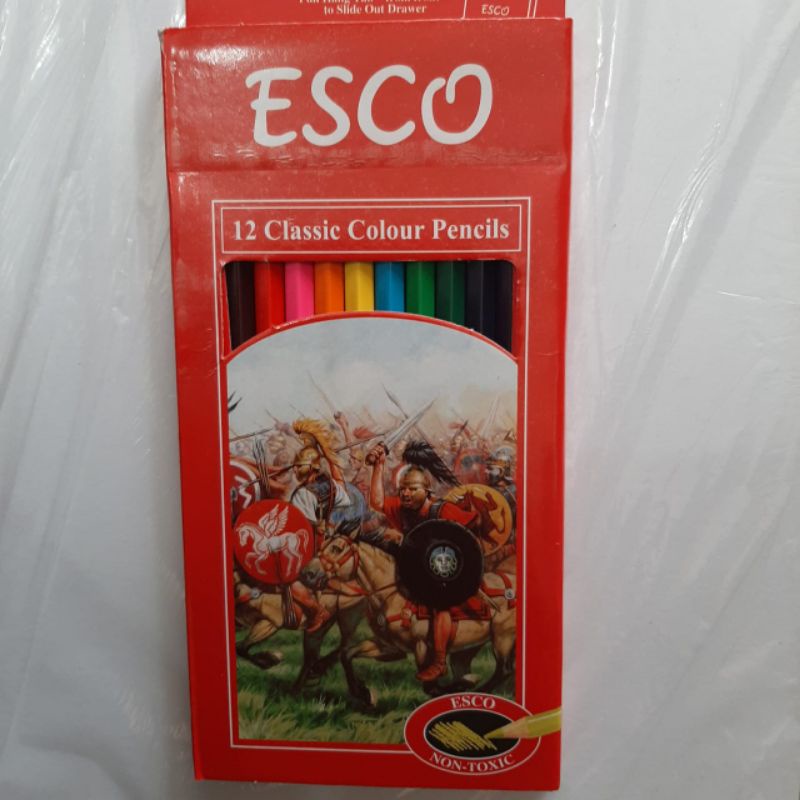 to Slide Out Drawer
ESCO
ESCO
12 Classic Colour Pencils
ESCO
NON-TOXIC